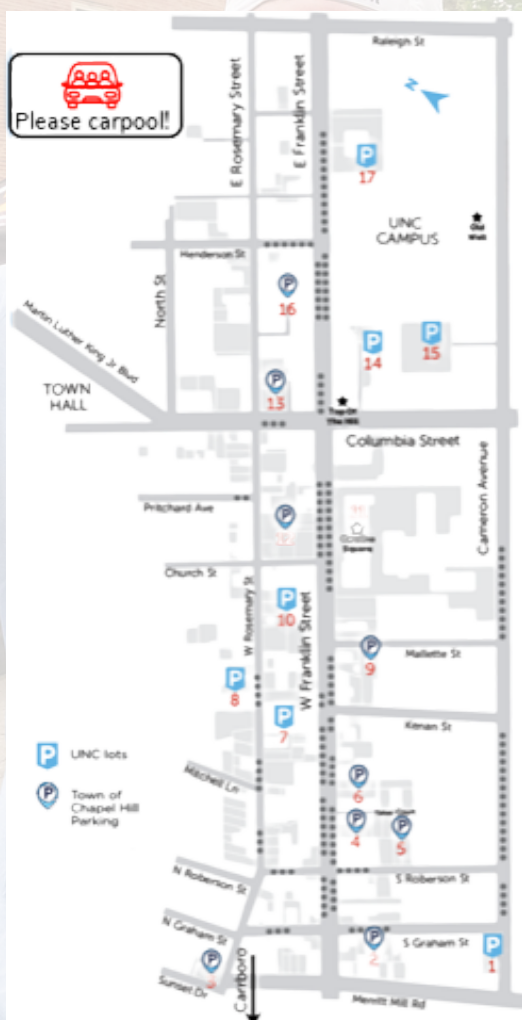 Please carpool!
Raleigh St
E Rosemary Street
E Franklin Street
N
P
17
UNC
CAMPUS
Old
Well
Henderson St
North St
P
16
Martin Luther King Jr Blvd
P
14
P
15
TOWN
HALL
P
13
Top Of
The Hill
Columbia Street
Cameron Avenue
Pritchard Ave
P
Square
Church St
W Rosemary St
W Franklin Street
P
10
P
9
Mallette St
P
8
P
7
Kenan St
P
UNC lots
P
Town of
Chapel Hill
Parking
Mitchell Ln
P
6
P
4
P
5
N Roberson St
S Roberson St
N Graham St
S Graham St
P
2
P
1
P
3
Sunset Dr
Carrboro
Merritt Mill Rd